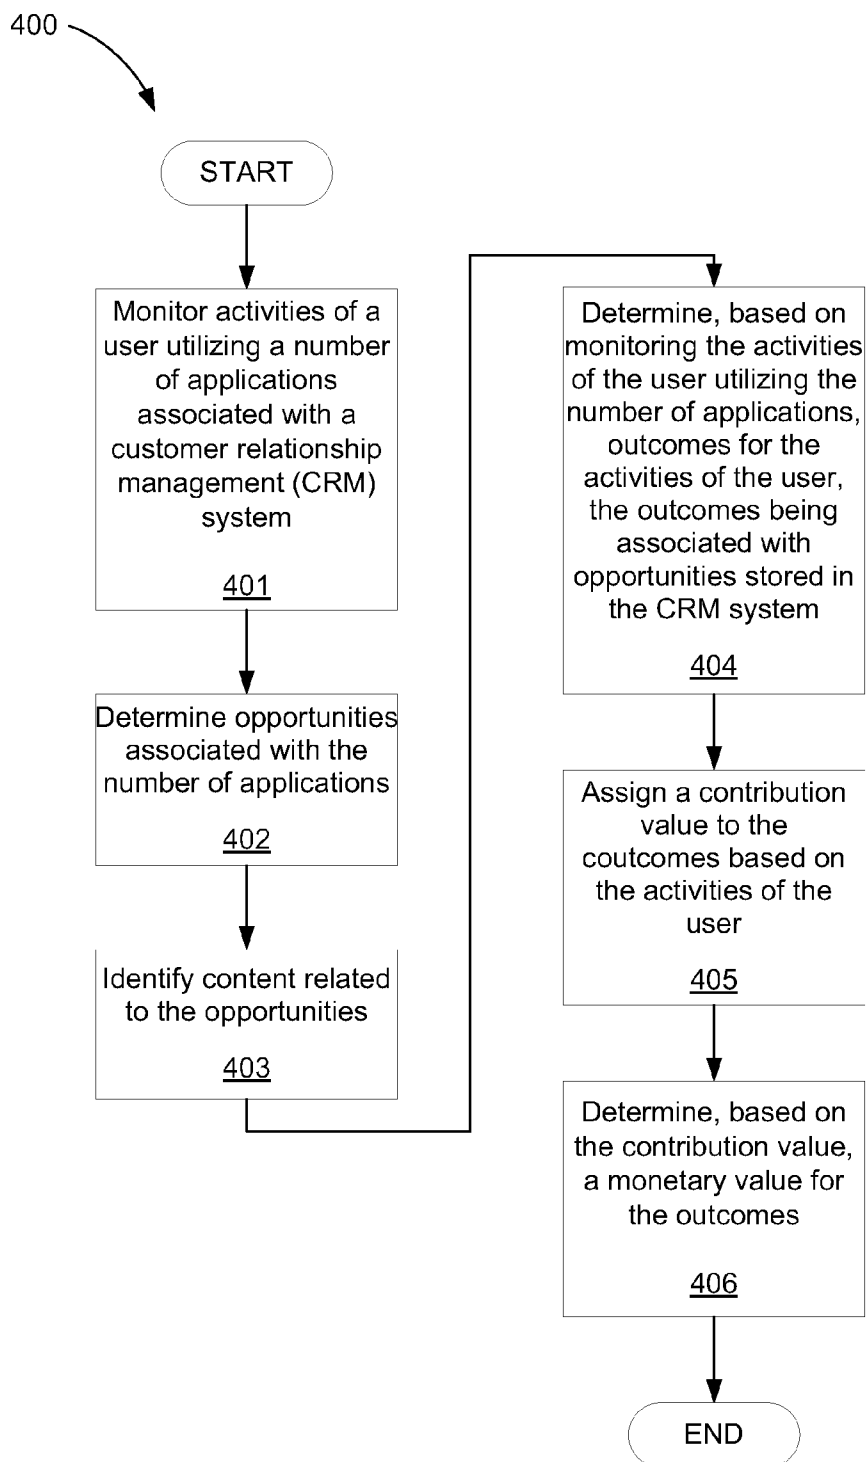 400
START
Monitor activities of a
user utilizing a number
of applications
associated with a
customer relationship
management (CRM)
system
401
Determine opportunities
associated with the
number of applications
402
Identify content related
to the opportunities
403
Determine, based on
monitoring the activities
of the user utilizing the
number of applications,
outcomes for the
activities of the user,
the outcomes being
associated with
opportunities stored in
the CRM system
404
Assign a contribution
value to the
coutcomes based on
the activities of the
user
405
Determine, based on
the contribution value,
a monetary value for
the outcomes
406
END